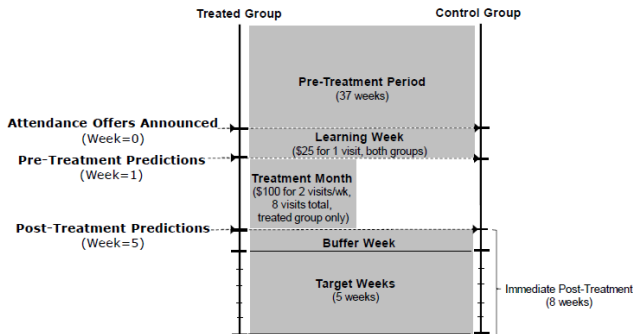 Treated Group
Control Group
Pre-Treatment Period
(37 weeks)
Attendance Offers Announced
(Week=0)
Learning Week
($25 for 1 visit, both groups)
Pre-Treatment Predictions
(Week=1)
Treatment Month
($100 for 2 visits/wk,
8 visits total,
treated group only)
Post-Treatment Predictions
(Week=5)
Buffer Week
Target Weeks
(5 weeks)
Immediate Post-Treatment
(8 weeks)